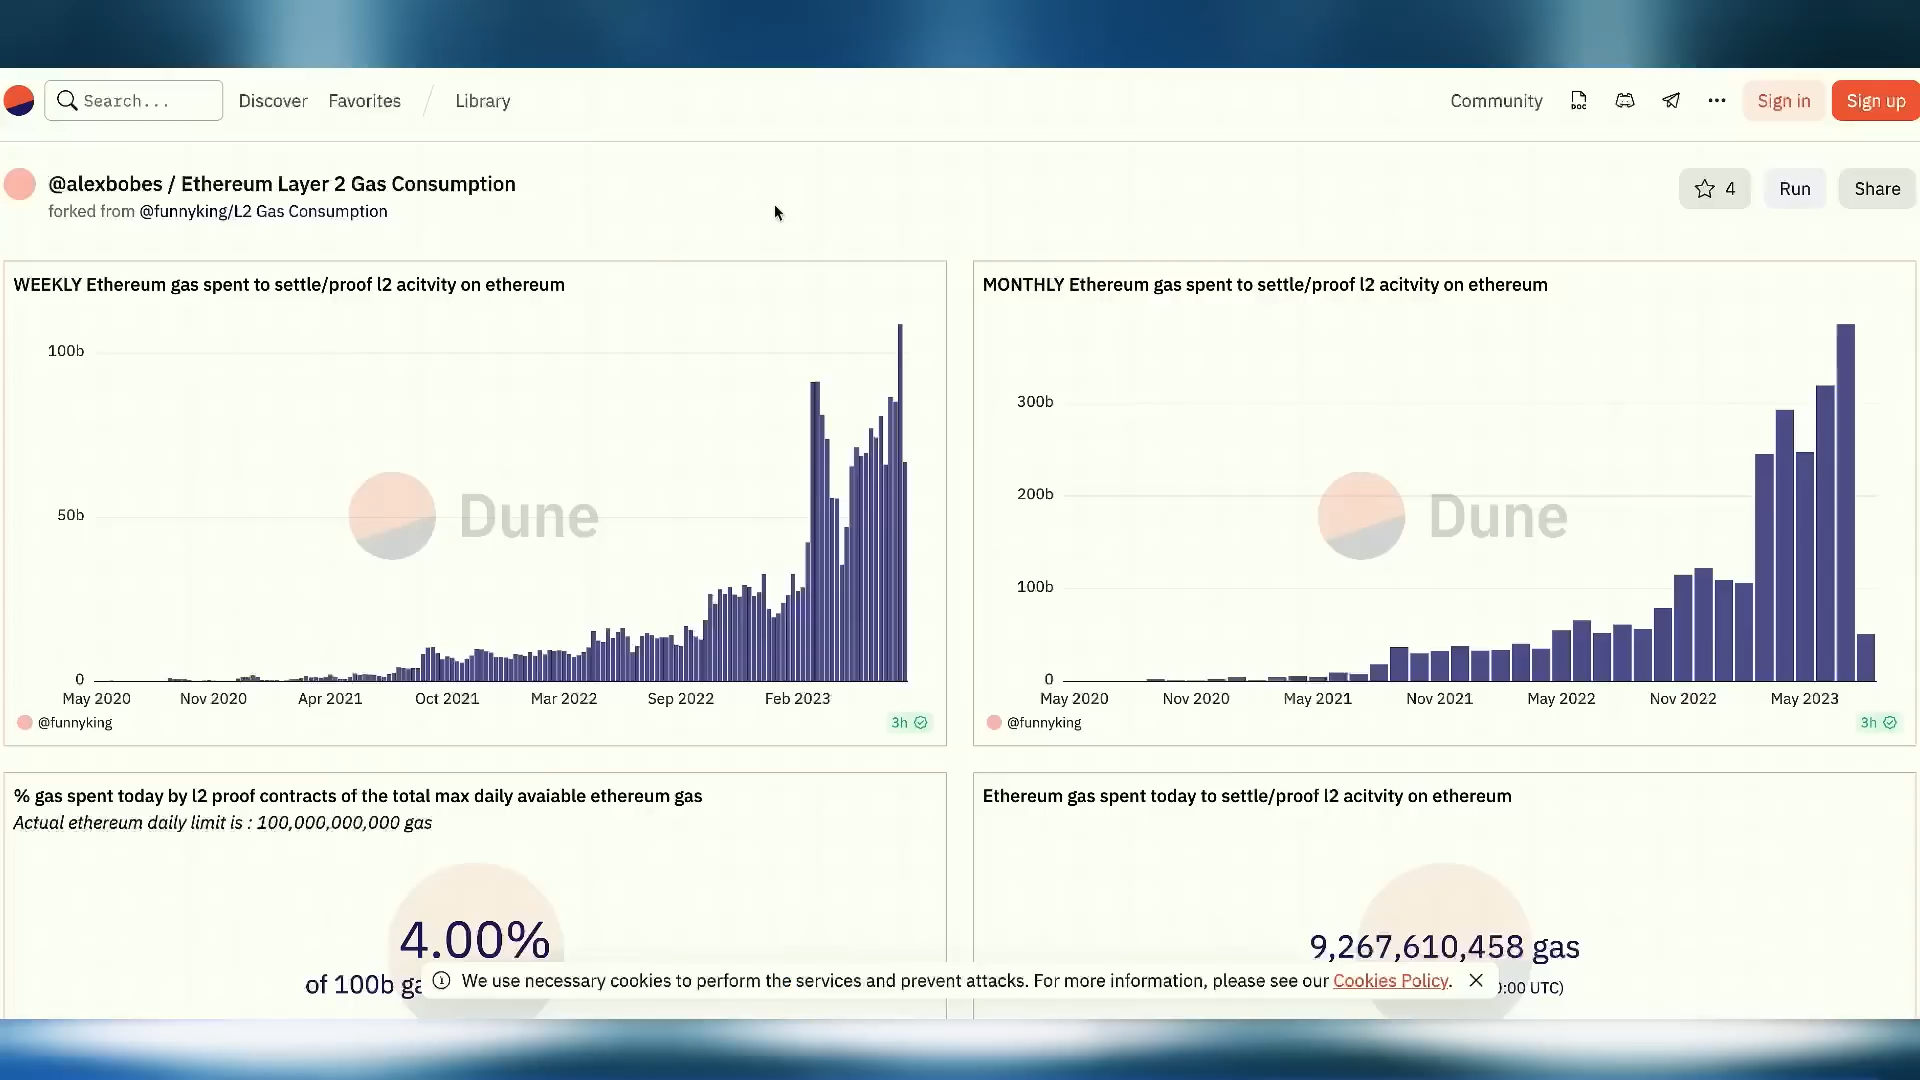 Search...
Discover
Favorites
Library
Community
DOC
Sign in
Sign up
@alexbobes / Ethereum Layer 2 Gas Consumption
forked from @funnyking/L2 Gas Consumption
4
Run
Share
WEEKLY Ethereum gas spent to settle/proof l2 acitvity on ethereum
100b
50b
0
Dune
May 2020 Nov 2020 Apr 2021 Oct 2021 Mar 2022 Sep 2022 Feb 2023
@funnyking
3h
MONTHLY Ethereum gas spent to settle/proof l2 acitvity on ethereum
300b
200b
100b
0
Dune
May 2020 Nov 2020 May 2021 Nov 2021 May 2022 Nov 2022 May 2023
@funnyking
3h
% gas spent today by l2 proof contracts of the total max daily avaiable ethereum gas
Actual ethereum daily limit is : 100,000,000,000 gas
4.00%
of 100b
Ethereum gas spent today to settle/proof l2 acitvity on ethereum
9,267,610,458 gas
:00 UTC)
We use necessary cookies to perform the services and prevent attacks. For more information, please see our Cookies Policy.